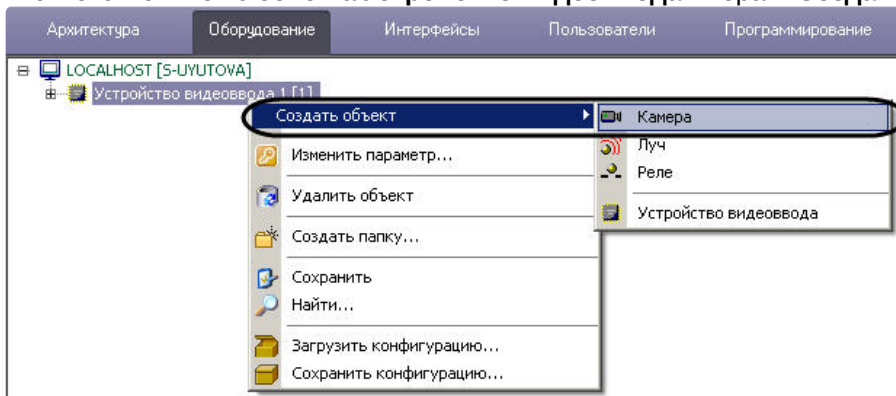 Архитектура Оборудование Интерфейсы Пользователи Программирование
LOCALHOST [S-UYUTOVA]
Устройство видеоввода 1 [1]
Создать объект Камера
Изменить параметр... Луч
Реле
Удалить объект
Устройство видеоввода
Создать папку...
Сохранить
Найти...
Загрузить конфигурацию...
Сохранить конфигурацию...